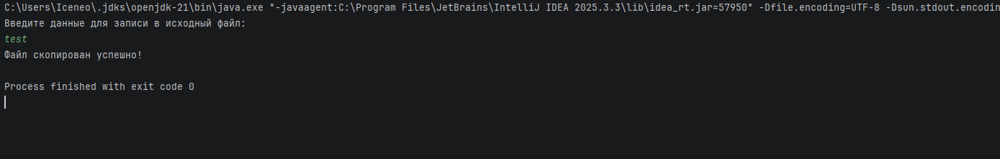 C:\Users\Iceneo\.jdks\openjdk-21\bin\java.exe "-javaagent:C:\Program Files\JetBrains\IntelliJ IDEA 2025.3.3\lib\idea_rt.jar=57950" -Dfile.encoding=UTF-8 -Dsun.stdout.encodin
Введите данные для записи в исходный файл:
test
Файл скопирован успешно!
Process finished with exit code 0